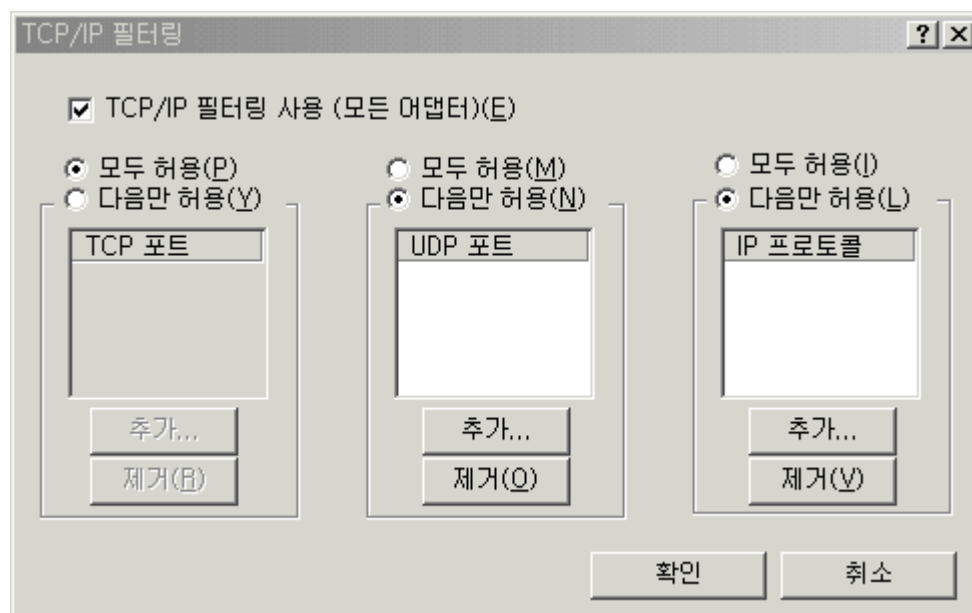 TCP/IP 필터링
TCP/IP 필터링 사용 (모든 어댑터)(E)
모두 허용(P)
다음만 허용(Y)
TCP 포트
추가...
제거(R)
모두 허용(M)
다음만 허용(N)
UDP 포트
추가...
제거(O)
모두 허용(I)
다음만 허용(L)
IP 프로토콜
추가...
제거(V)
확인
취소